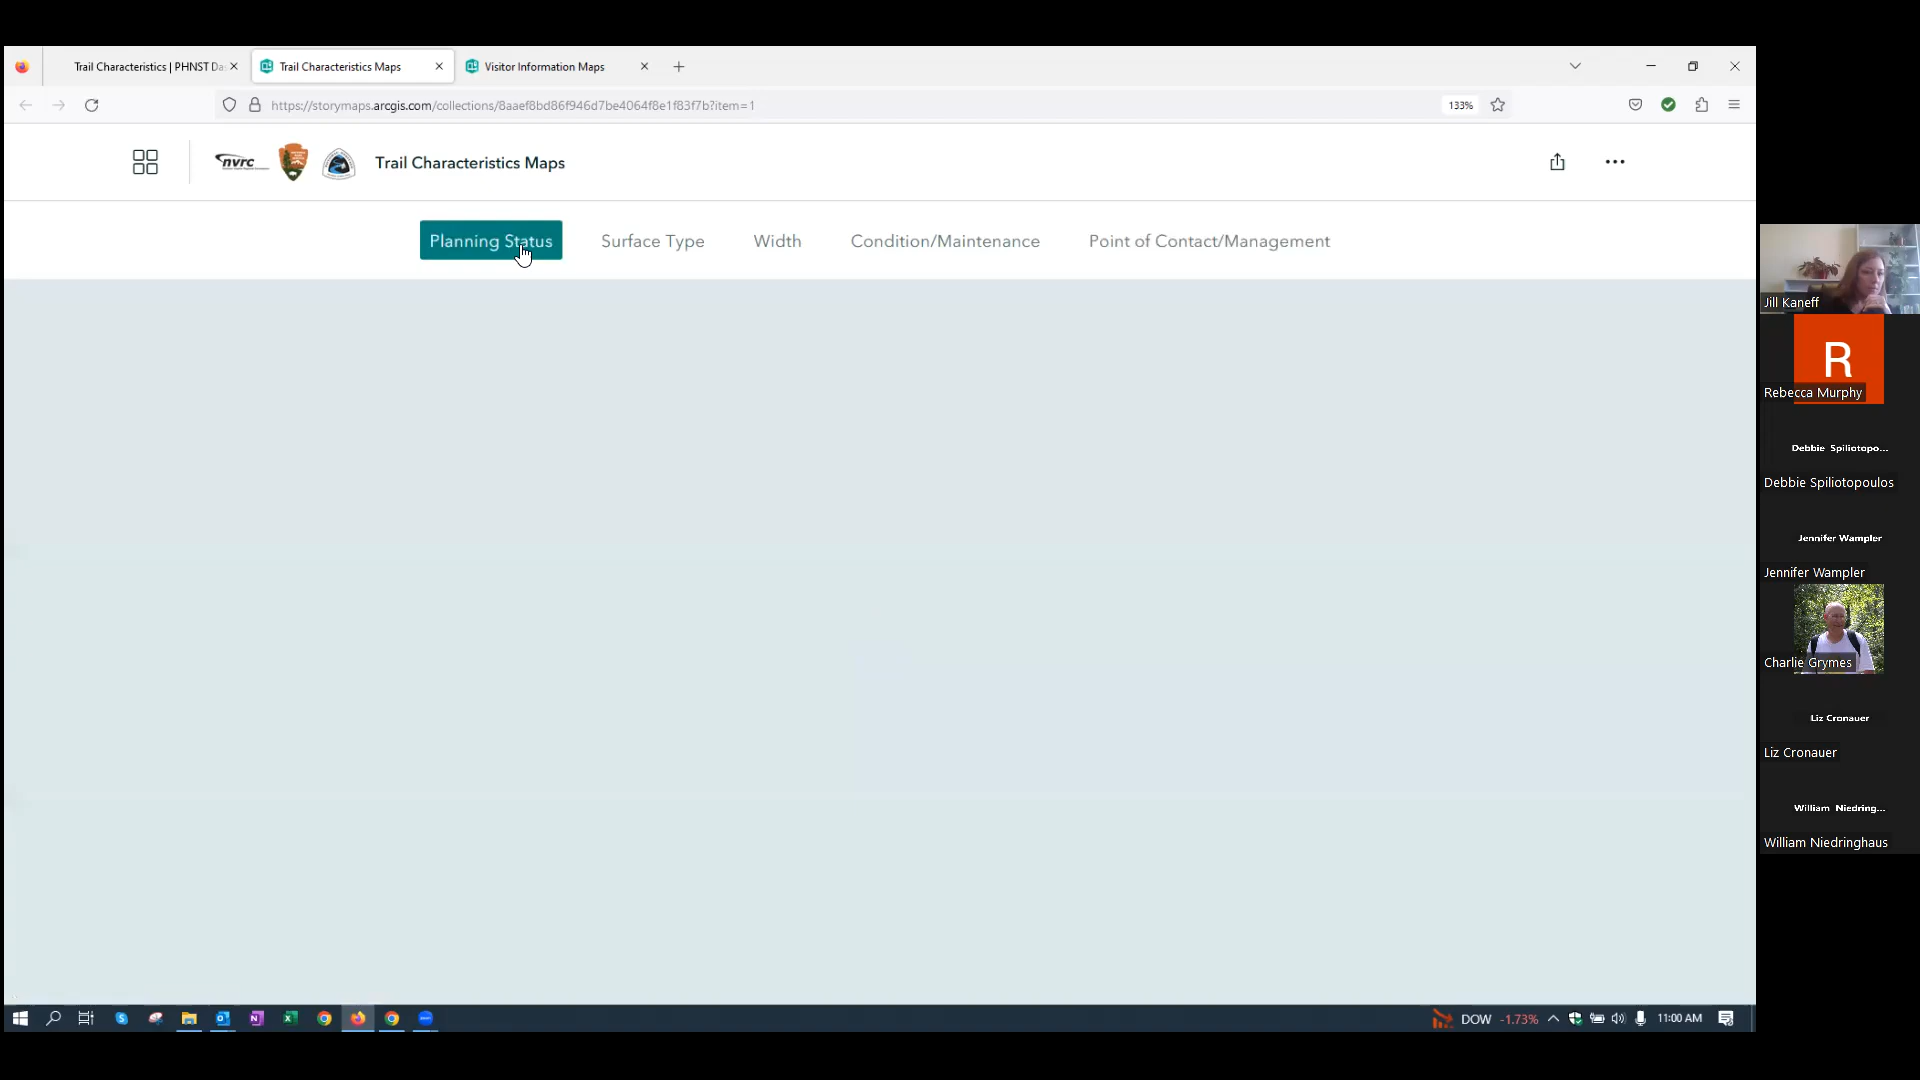 Trail Characteristics | PHNST Da
Trail Characteristics Maps
Visitor Information Maps
https://storymaps.arcgis.com/collections/8aaef8bd86f946d7be4064f8e1f83f7b?item=1
133%
nvrc
Trail Characteristics Maps
Planning Status
Surface Type
Width
Condition/Maintenance
Point of Contact/Management
Jill Kaneff
R
Rebecca Murphy
Debbie Spiliotopo...
Debbie Spiliotopoulos
Jennifer Wampler
Jennifer Wampler
Charlie Grymes
Liz Cronauer
Liz Cronauer
William Niedring...
William Niedringhaus
DOW -1.73%
11:00 AM